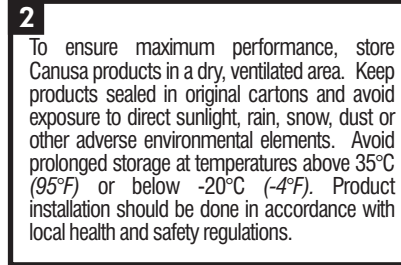 2
To ensure maximum performance, store
Canusa products in a dry, ventilated area. Keep
products sealed in original cartons and avoid
exposure to direct sunlight, rain, snow, dust or
other adverse environmental elements. Avoid
prolonged storage at temperatures above 35°C
(95°F) or below -20°C (-4°F). Product
installation should be done in accordance with
local health and safety regulations.